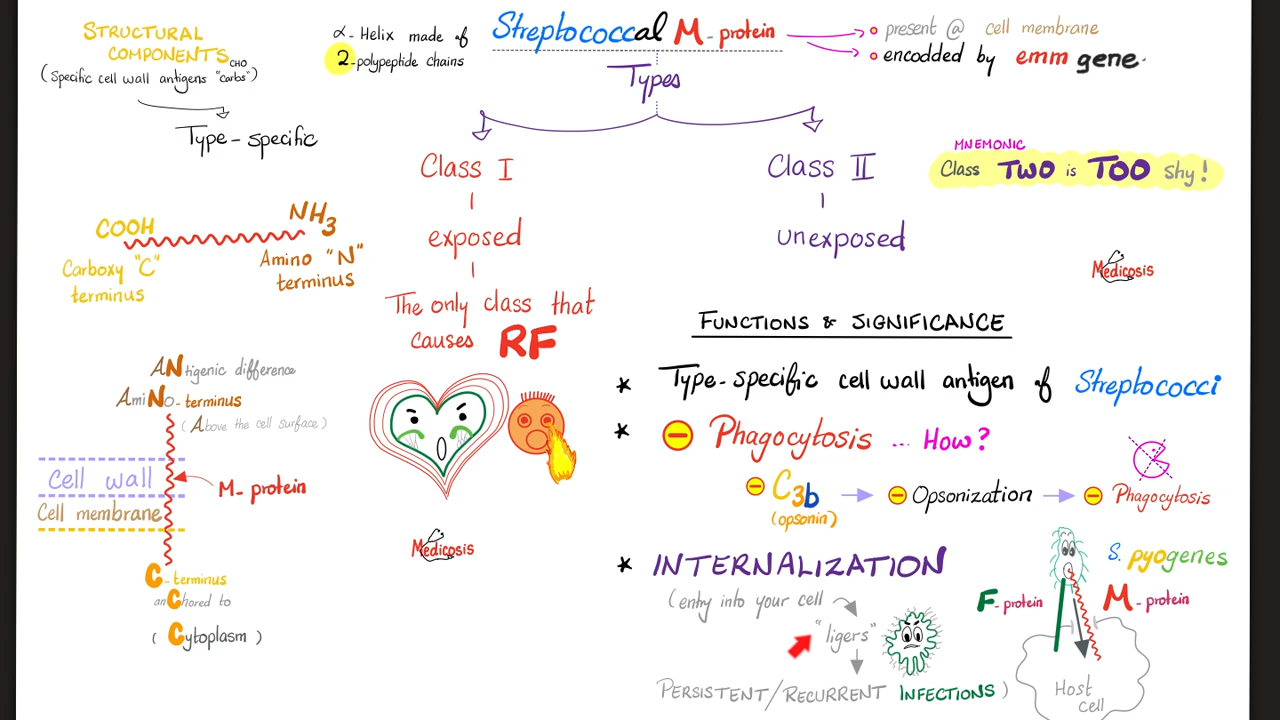 STRUCTURAL
COMPONENTS
CHO
(Specific cell wall antigens "carbs")
Type-specific
α-Helix made of
2-polypeptide chains
Streptococcal M-protein
present @ cell membrane
encodded by emm gene.
Types
Class I
exposed
The only class that
causes RF
Class II
unexposed
MNEMONIC
Class TWO is TOO shy!
Medicosis
COOH
NH3
Carboxy "C"
terminus
Amino "N"
terminus
ANtigenic difference
AmiNo-terminus
(Above the cell surface)
Cell wall
M-protein
Cell membrane
C-terminus
anChored to
(Cytoplasm)
Medicosis
FUNCTIONS & SIGNIFICANCE
* Type-specific cell wall antigen of Streptococci
* ⊖ Phagocytosis ... How?
⊖ C3b → ⊖ Opsonization → ⊖ Phagocytosis
(opsonin)
* INTERNALIZATION
(entry into your cell
"ligers"
PERSISTENT/RECURRENT INFECTIONS)
S. pyogenes
F-protein
M-protein
Host
cell